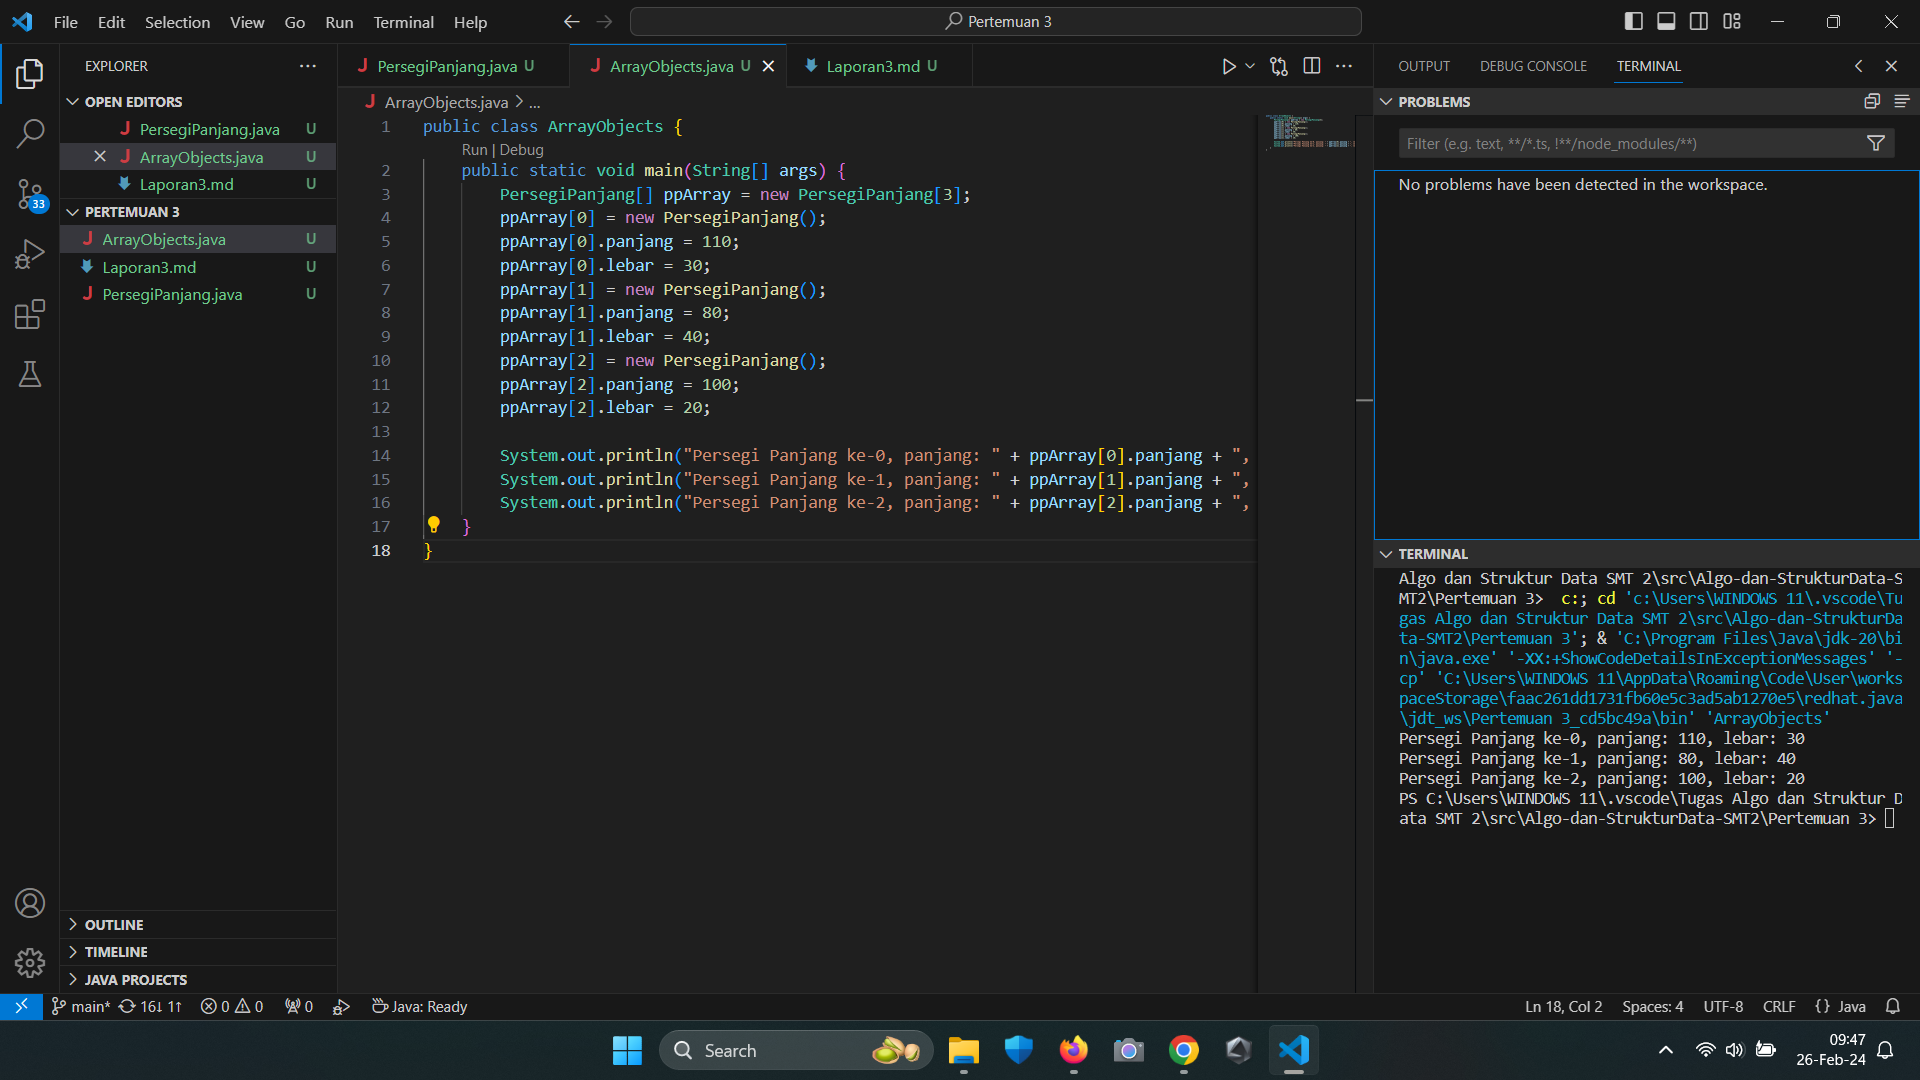 File Edit Selection View Go Run Terminal Help
Pertemuan 3
EXPLORER
OPEN EDITORS
PersegiPanjang.java U
ArrayObjects.java U
Laporan3.md U
PERTEMUAN 3
ArrayObjects.java U
Laporan3.md U
PersegiPanjang.java U
33
OUTLINE
TIMELINE
JAVA PROJECTS
PersegiPanjang.java U
ArrayObjects.java U
Laporan3.md U
ArrayObjects.java > ...
1 public class ArrayObjects {
Run | Debug
2 public static void main(String[] args) {
3 PersegiPanjang[] ppArray = new PersegiPanjang[3];
4 ppArray[0] = new PersegiPanjang();
5 ppArray[0].panjang = 110;
6 ppArray[0].lebar = 30;
7 ppArray[1] = new PersegiPanjang();
8 ppArray[1].panjang = 80;
9 ppArray[1].lebar = 40;
10 ppArray[2] = new PersegiPanjang();
11 ppArray[2].panjang = 100;
12 ppArray[2].lebar = 20;
13
14 System.out.println("Persegi Panjang ke-0, panjang: " + ppArray[0].panjang + ",
15 System.out.println("Persegi Panjang ke-1, panjang: " + ppArray[1].panjang + ",
16 System.out.println("Persegi Panjang ke-2, panjang: " + ppArray[2].panjang + ",
17 }
18 }
OUTPUT DEBUG CONSOLE TERMINAL
PROBLEMS
Filter (e.g. text, **/*.ts, !**/node_modules/**)
No problems have been detected in the workspace.
TERMINAL
Algo dan Struktur Data SMT 2\src\Algo-dan-StrukturData-S
MT2\Pertemuan 3> c:; cd 'c:\Users\WINDOWS 11\.vscode\Tu
gas Algo dan Struktur Data SMT 2\src\Algo-dan-StrukturDa
ta-SMT2\Pertemuan 3'; & 'C:\Program Files\Java\jdk-20\bi
n\java.exe' '-XX:+ShowCodeDetailsInExceptionMessages' '-
cp' 'C:\Users\WINDOWS 11\AppData\Roaming\Code\User\works
paceStorage\faac261dd1731fb60e5c3ad5ab1270e5\redhat.java
\jdt_ws\Pertemuan 3_cd5bc49a\bin' 'ArrayObjects'
Persegi Panjang ke-0, panjang: 110, lebar: 30
Persegi Panjang ke-1, panjang: 80, lebar: 40
Persegi Panjang ke-2, panjang: 100, lebar: 20
PS C:\Users\WINDOWS 11\.vscode\Tugas Algo dan Struktur D
ata SMT 2\src\Algo-dan-StrukturData-SMT2\Pertemuan 3>
main* 16↓ 1↑ 0 0 0 Java: Ready Ln 18, Col 2 Spaces: 4 UTF-8 CRLF {} Java
Search
09:47
26-Feb-24